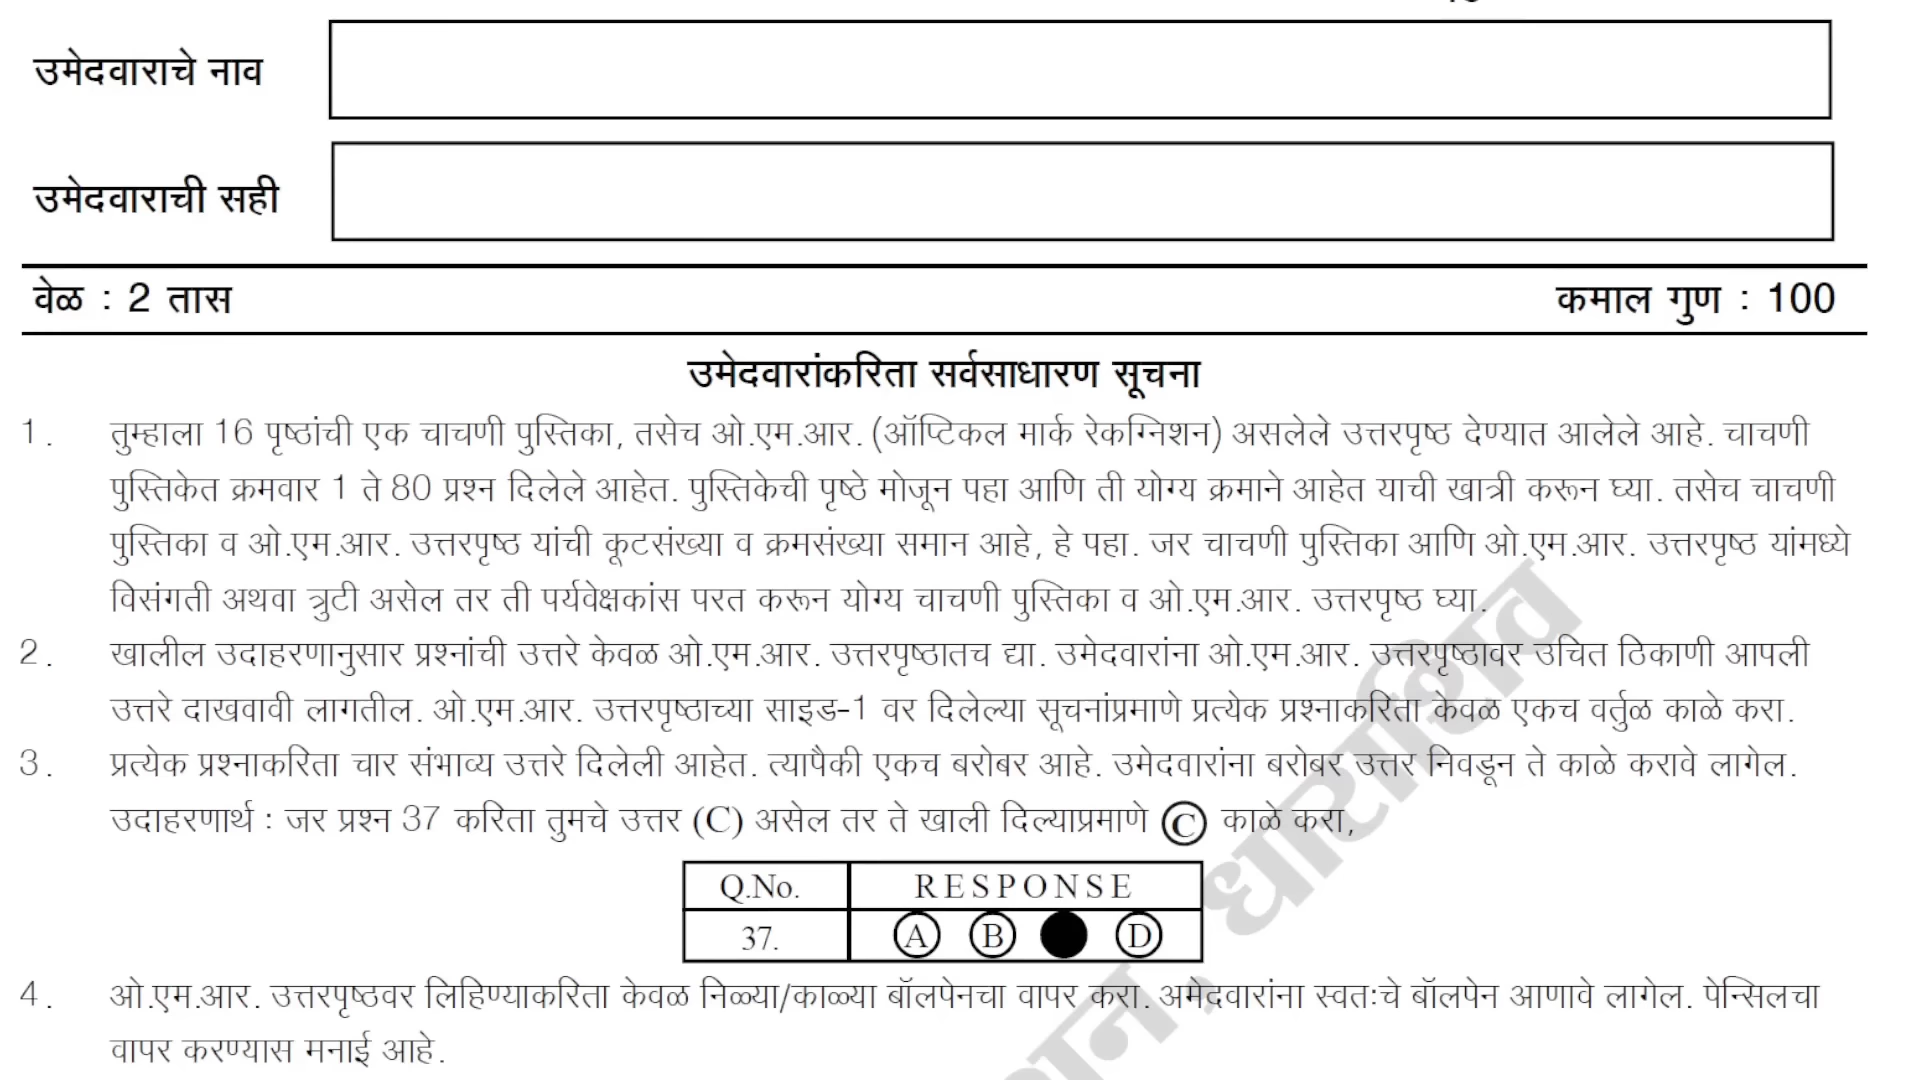 उमेदवाराचे नाव
उमेदवाराची सही
वेळ : 2 तास कमाल गुण : 100
उमेदवारांकरिता सर्वसाधारण सूचना
1. तुम्हाला 16 पृष्ठांची एक चाचणी पुस्तिका, तसेच ओ.एम.आर. (ऑप्टिकल मार्क रेकग्निशन) असलेले उत्तरपृष्ठ देण्यात आलेले आहे. चाचणी
पुस्तिकेत क्रमवार 1 ते 80 प्रश्न दिलेले आहेत. पुस्तिकेची पृष्ठे मोजून पहा आणि ती योग्य क्रमाने आहेत याची खात्री करून घ्या. तसेच चाचणी
पुस्तिका व ओ.एम.आर. उत्तरपृष्ठ यांची कूटसंख्या व क्रमसंख्या समान आहे, हे पहा. जर चाचणी पुस्तिका आणि ओ.एम.आर. उत्तरपृष्ठ यांमध्ये
विसंगती अथवा त्रुटी असेल तर ती पर्यवेक्षकांस परत करून योग्य चाचणी पुस्तिका व ओ.एम.आर. उत्तरपृष्ठ घ्या.
2. खालील उदाहरणानुसार प्रश्नांची उत्तरे केवळ ओ.एम.आर. उत्तरपृष्ठातच द्या. उमेदवारांना ओ.एम.आर. उत्तरपृष्ठावर उचित ठिकाणी आपली
उत्तरे दाखवावी लागतील. ओ.एम.आर. उत्तरपृष्ठाच्या साइड-1 वर दिलेल्या सूचनांप्रमाणे प्रत्येक प्रश्नाकरिता केवळ एकच वर्तुळ काळे करा.
3. प्रत्येक प्रश्नाकरिता चार संभाव्य उत्तरे दिलेली आहेत. त्यापैकी एकच बरोबर आहे. उमेदवारांना बरोबर उत्तर निवडून ते काळे करावे लागेल.
उदाहरणार्थ : जर प्रश्न 37 करिता तुमचे उत्तर (C) असेल तर ते खाली दिल्याप्रमाणे C काळे करा,
Q.No. RESPONSE
37. A B D
4. ओ.एम.आर. उत्तरपृष्ठवर लिहिण्याकरिता केवळ निळ्या/काळ्या बॉलपेनचा वापर करा. अमेदवारांना स्वतःचे बॉलपेन आणावे लागेल. पेन्सिलचा
वापर करण्यास मनाई आहे.
धाराशिव